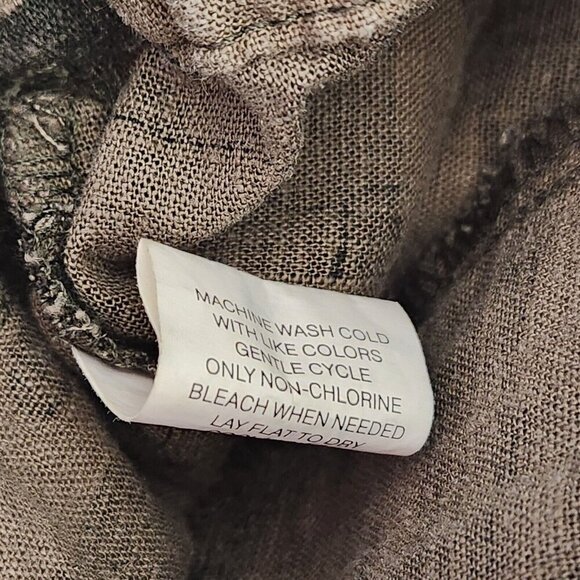 MACHINE WASH COLD
WITH LIKE COLORS
GENTLE CYCLE
ONLY NON-CHLORINE
BLEACH WHEN NEEDED
LAY FLAT TO DRY